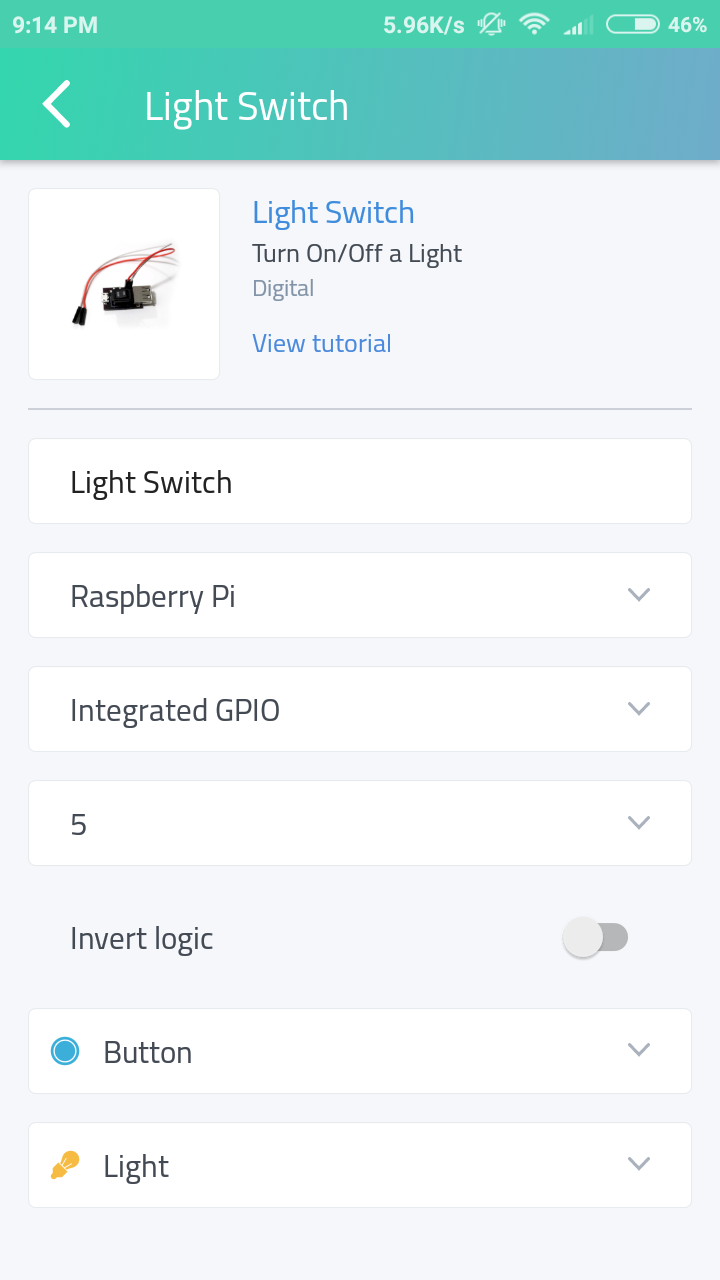 9:14 PM 5.96K/s 46%
Light Switch
Light Switch
Turn On/Off a Light
Digital
View tutorial
Light Switch
Raspberry Pi
Integrated GPIO
5
Invert logic
Button
Light